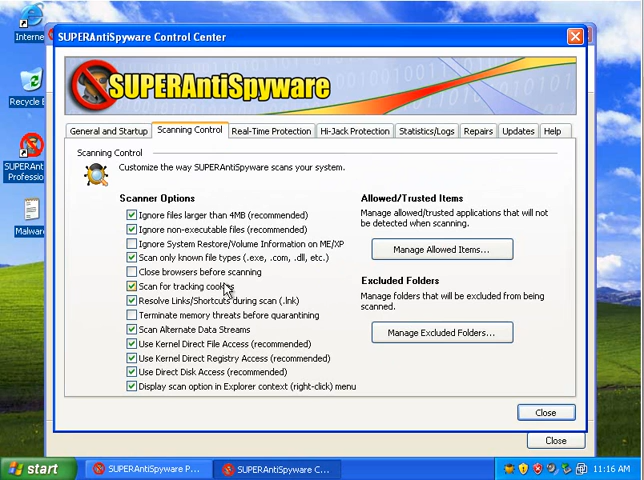 Interne
Recycle
SUPERAnt
Professio
Malware
SUPERAntiSpyware Control Center
SUPERAntiSpyware
General and Startup
Scanning Control
Real-Time Protection
Hi-Jack Protection
Statistics/Logs
Repairs
Updates
Help
Scanning Control
Customize the way SUPERAntiSpyware scans your system.
Scanner Options
Ignore files larger than 4MB (recommended)
Ignore non-executable files (recommended)
Ignore System Restore/Volume Information on ME/XP
Scan only known file types (.exe, .com, .dll, etc.)
Close browsers before scanning
Scan for tracking cookies
Resolve Links/Shortcuts during scan (.lnk)
Terminate memory threats before quarantining
Scan Alternate Data Streams
Use Kernel Direct File Access (recommended)
Use Kernel Direct Registry Access (recommended)
Use Direct Disk Access (recommended)
Display scan option in Explorer context (right-click) menu
Allowed/Trusted Items
Manage allowed/trusted applications that will not
be detected when scanning.
Manage Allowed Items...
Excluded Folders
Manage folders that will be excluded from being
scanned.
Manage Excluded Folders...
Close
Close
start
SUPERAntiSpyware P...
SUPERAntiSpyware C...
11:16 AM